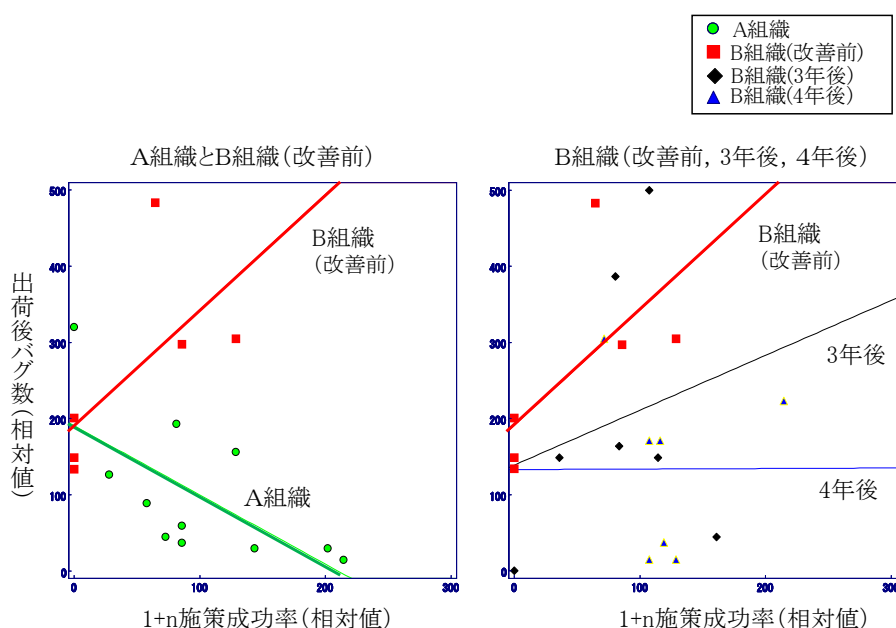 A組織
B組織(改善前)
B組織(3年後)
B組織(4年後)
A組織とB組織(改善前)
B組織(改善前, 3年後, 4年後)
出荷後バグ数(相対値)
500
400
300
200
100
0
B組織
(改善前)
A組織
0
100
200
300
1+n施策成功率(相対値)
500
400
300
200
100
0
B組織
(改善前)
3年後
4年後
0
100
200
300
1+n施策成功率(相対値)